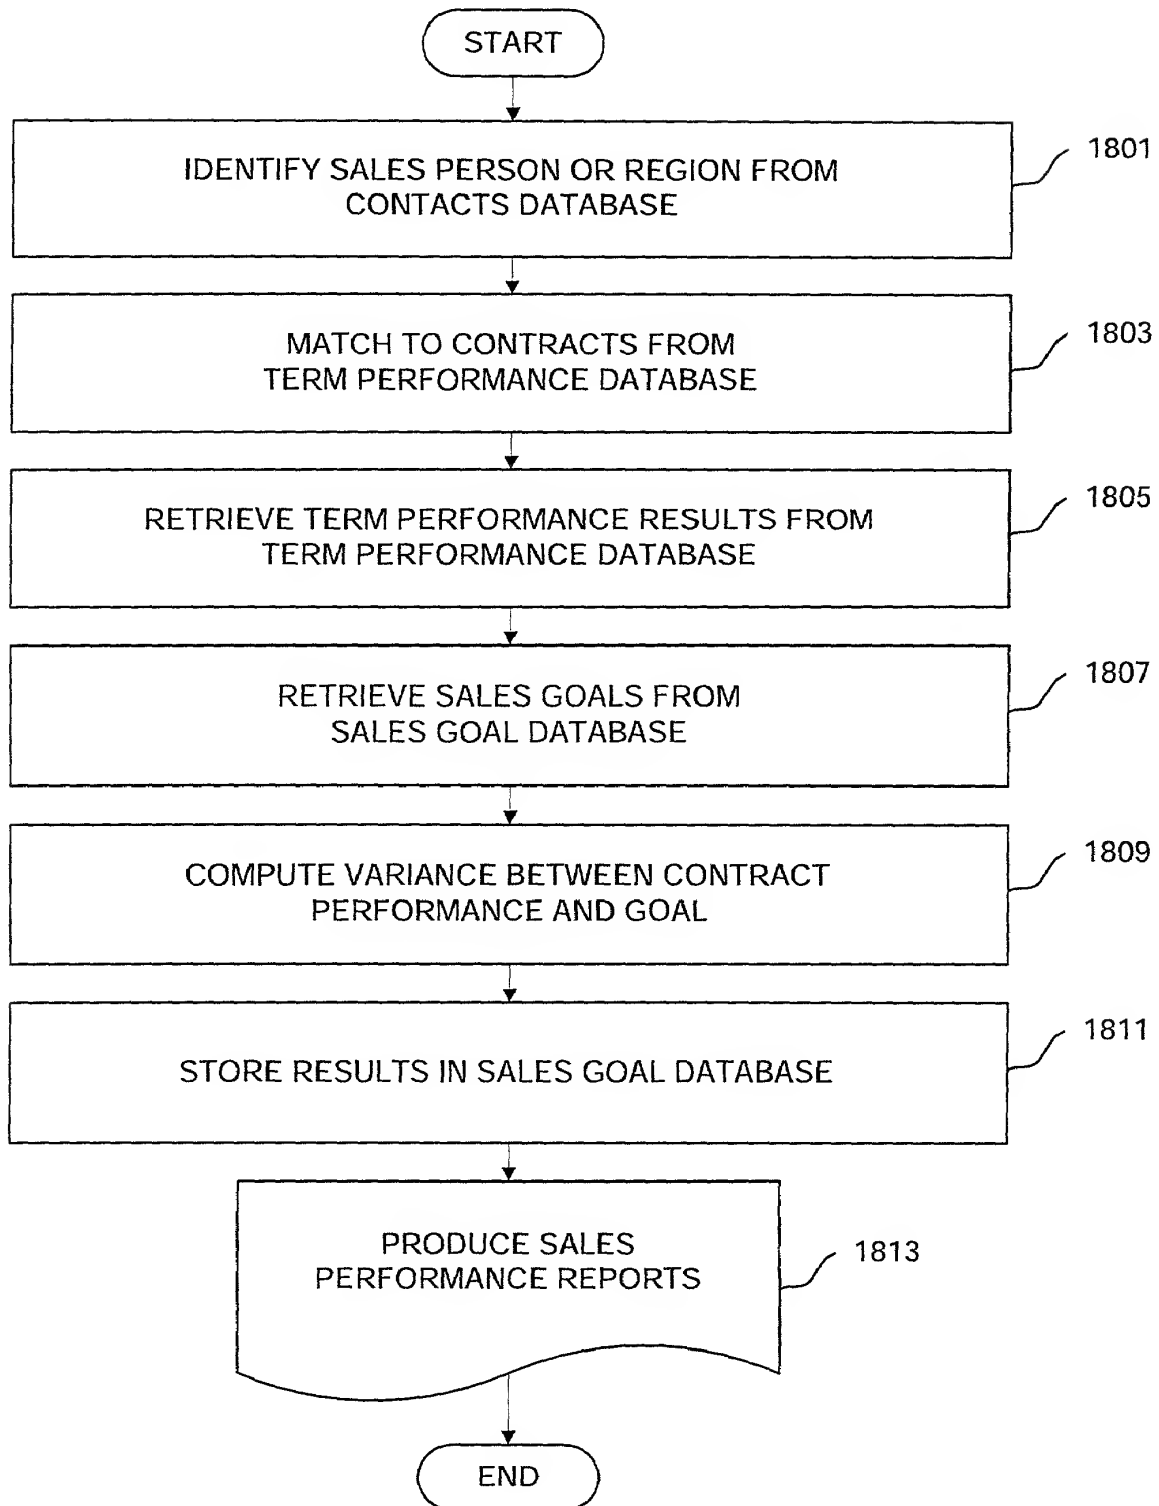 START
IDENTIFY SALES PERSON OR REGION FROM
CONTACTS DATABASE
1801
MATCH TO CONTRACTS FROM
TERM PERFORMANCE DATABASE
1803
RETRIEVE TERM PERFORMANCE RESULTS FROM
TERM PERFORMANCE DATABASE
1805
RETRIEVE SALES GOALS FROM
SALES GOAL DATABASE
1807
COMPUTE VARIANCE BETWEEN CONTRACT
PERFORMANCE AND GOAL
1809
STORE RESULTS IN SALES GOAL DATABASE
1811
PRODUCE SALES
PERFORMANCE REPORTS
1813
END